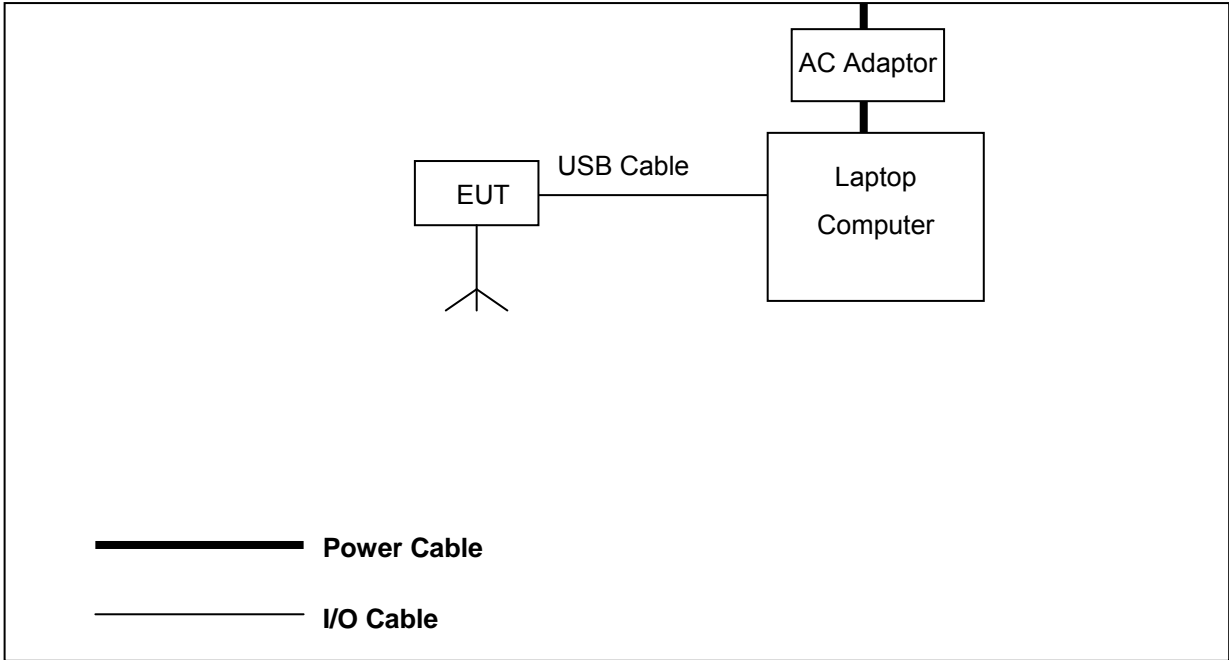 AC Adaptor
USB Cable
EUT
Laptop
Computer
Power Cable
I/O Cable